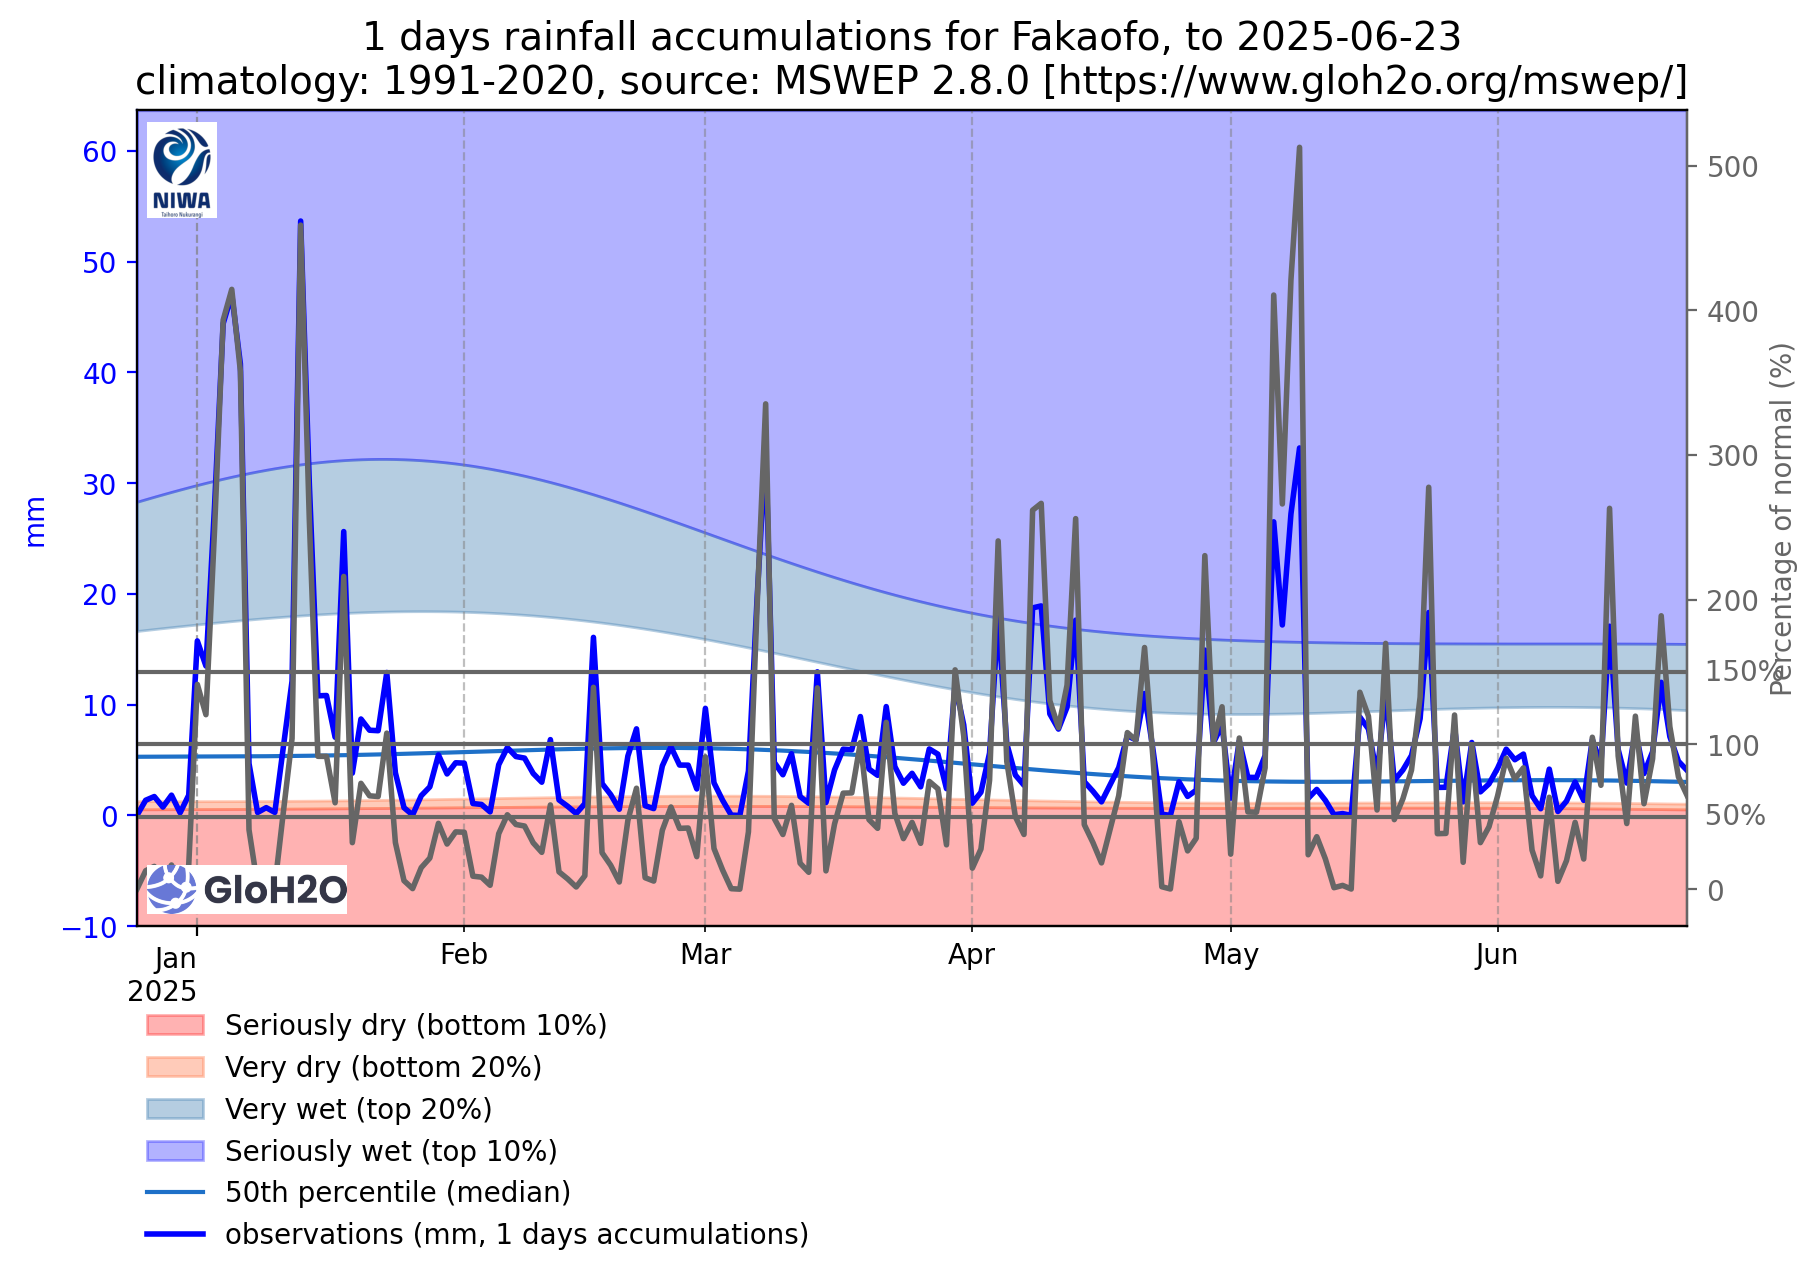 1 days rainfall accumulations for Fakaofo, to 2025-06-23
climatology: 1991-2020, source: MSWEP 2.8.0 [https://www.gloh2o.org/mswep/]
NIWA
Taihoro Nukurangi
60
50
40
30
20
10
0
−10
mm
500
400
300
200
150%
100
50%
0
Percentage of normal (%)
GloH2O
Jan
2025
Feb
Mar
Apr
May
Jun
Seriously dry (bottom 10%)
Very dry (bottom 20%)
Very wet (top 20%)
Seriously wet (top 10%)
50th percentile (median)
observations (mm, 1 days accumulations)